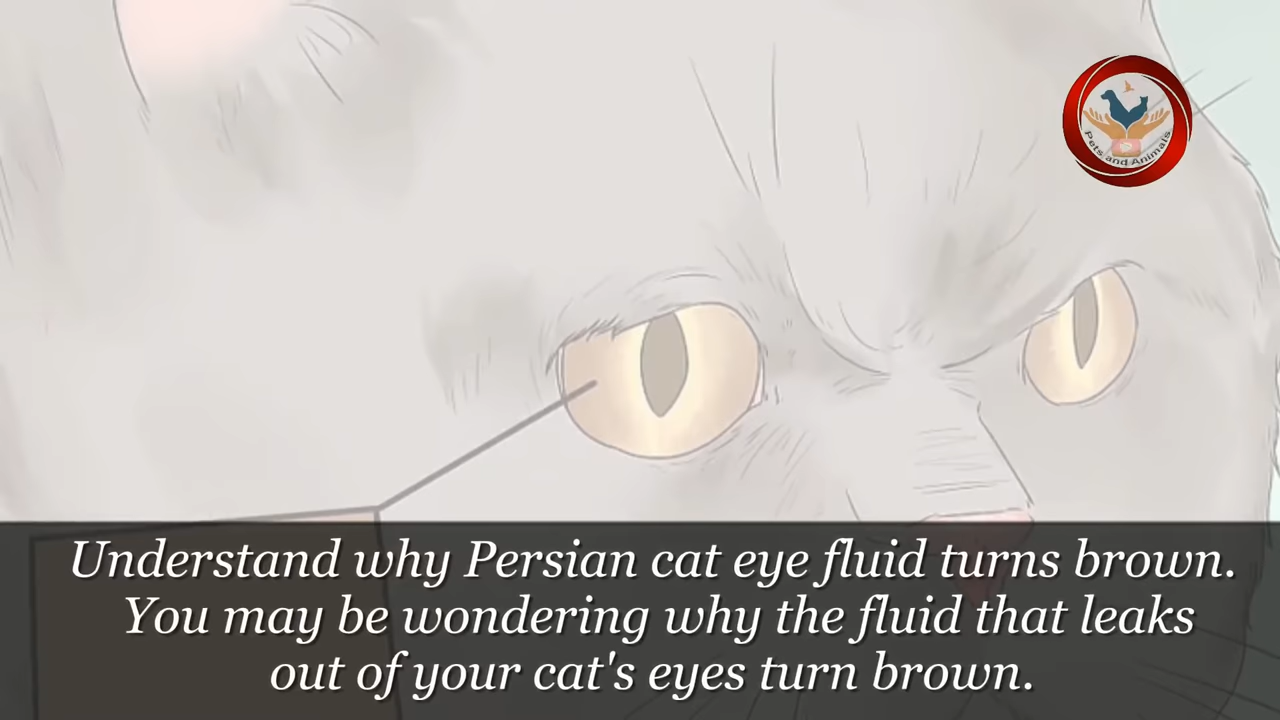 Pets and Animals
Understand why Persian cat eye fluid turns brown.
You may be wondering why the fluid that leaks
out of your cat's eyes turn brown.